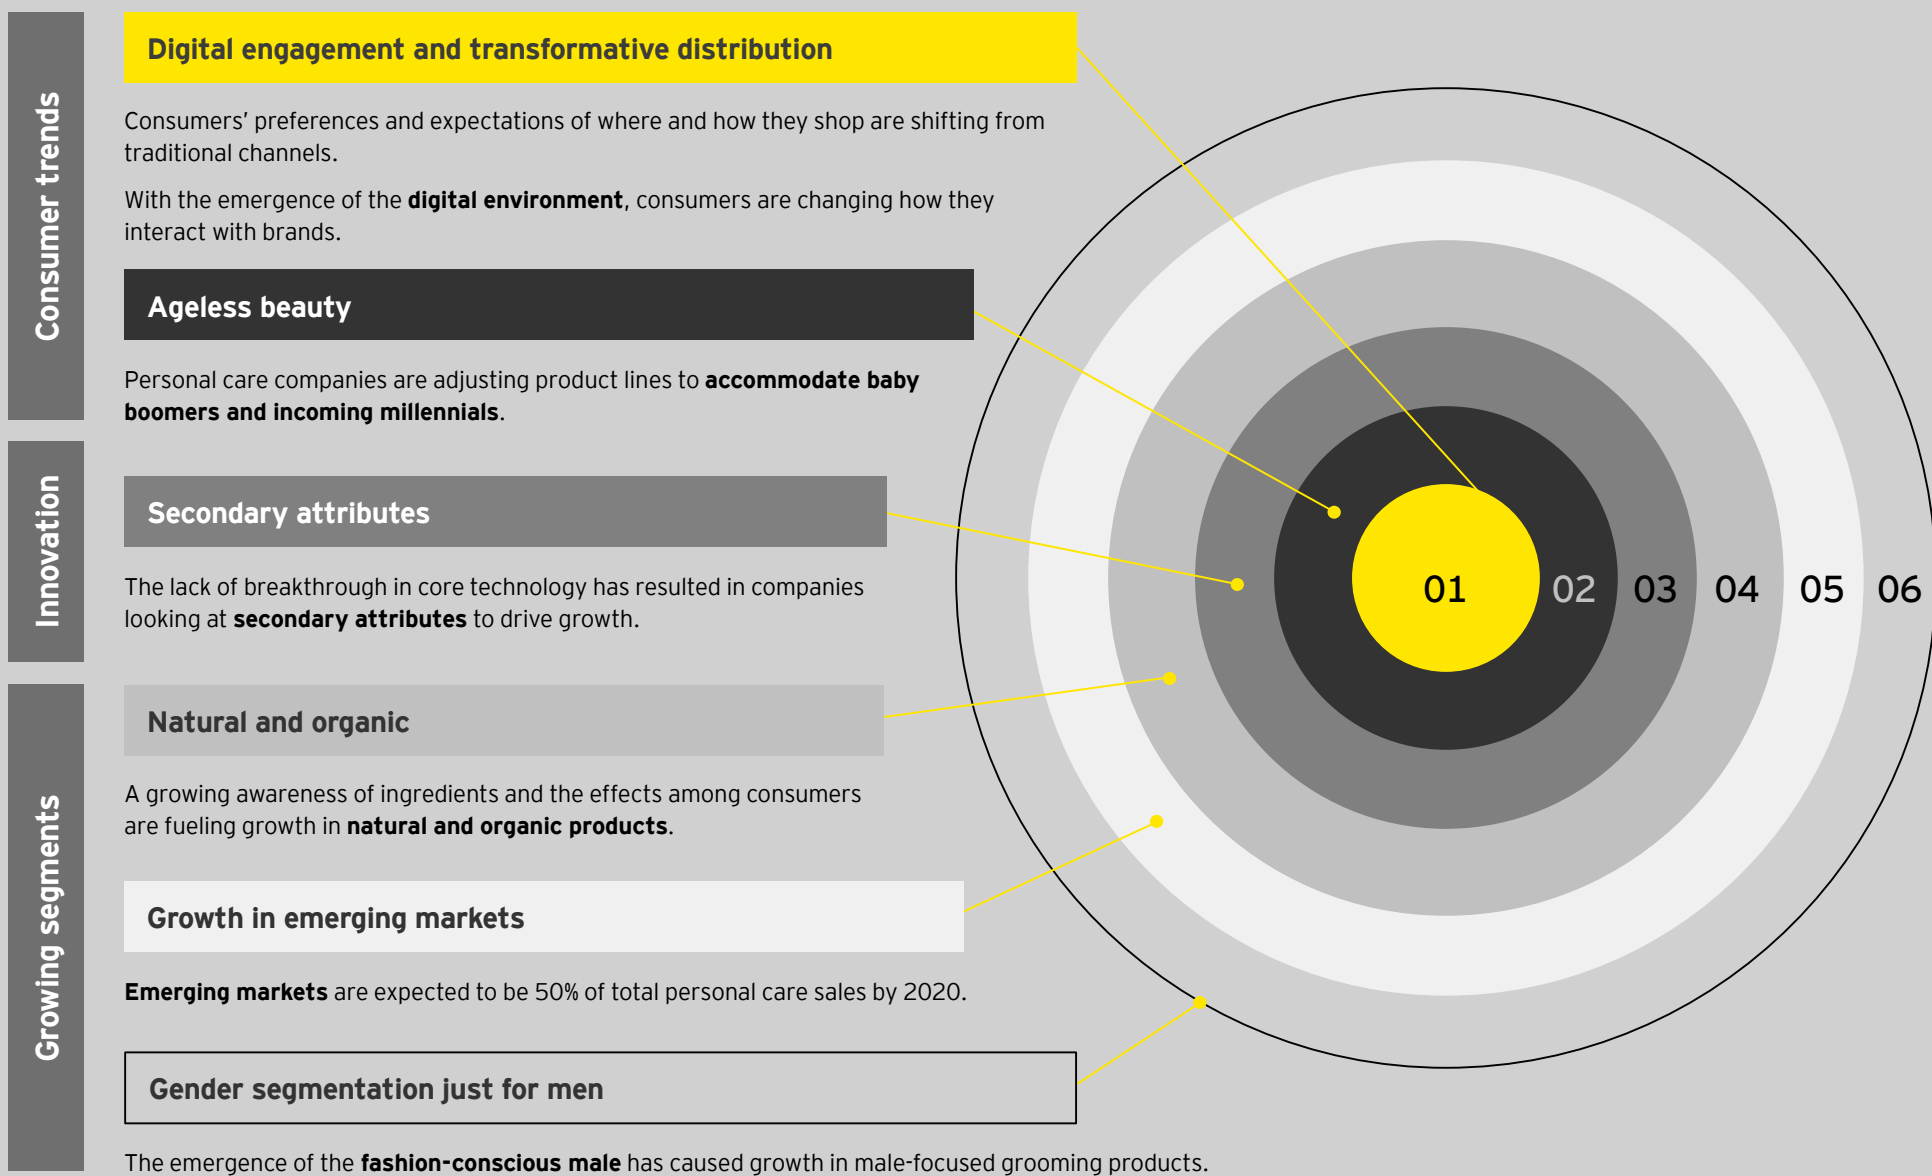 Consumer trends
Digital engagement and transformative distribution
Consumers’ preferences and expectations of where and how they shop are shifting from
traditional channels.
With the emergence of the digital environment, consumers are changing how they
interact with brands.
Ageless beauty
Personal care companies are adjusting product lines to accommodate baby
boomers and incoming millennials.
Innovation
Secondary attributes
The lack of breakthrough in core technology has resulted in companies
looking at secondary attributes to drive growth.
Growing segments
Natural and organic
A growing awareness of ingredients and the effects among consumers
are fueling growth in natural and organic products.
Growth in emerging markets
Emerging markets are expected to be 50% of total personal care sales by 2020.
Gender segmentation just for men
The emergence of the fashion-conscious male has caused growth in male-focused grooming products.
01 02 03 04 05 06